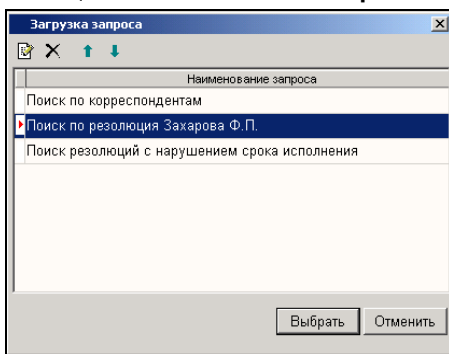 Загрузка запроса
Наименование запроса
Поиск по корреспондентам
Поиск по резолюция Захарова Ф.П.
Поиск резолюций с нарушением срока исполнения
Выбрать Отменить